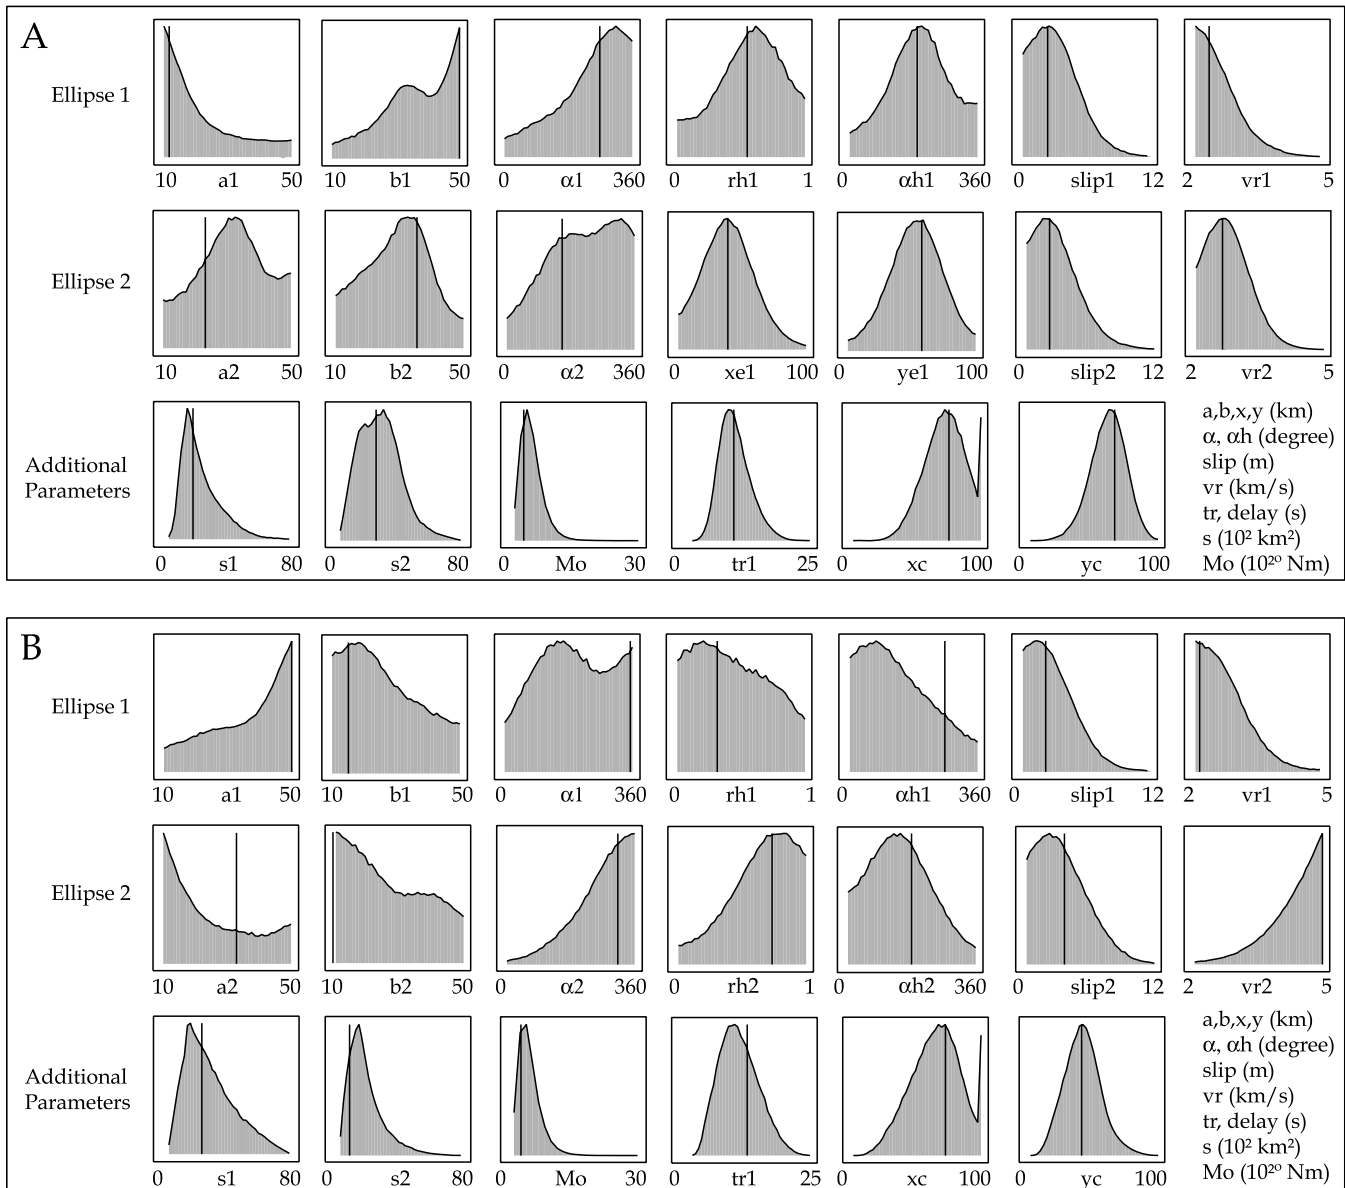 A
Ellipse 1
10 a1 50
10 b1 50
0 α1 360
0 rh1 1
0 αh1 360
0 slip1 12
2 vr1 5
Ellipse 2
10 a2 50
10 b2 50
0 α2 360
0 xe1 100
0 ye1 100
0 slip2 12
2 vr2 5
Additional
Parameters
0 s1 80
0 s2 80
0 Mo 30
0 tr1 25
0 xc 100
0 yc 100
a,b,x,y (km)
α, αh (degree)
slip (m)
vr (km/s)
tr, delay (s)
s (10² km²)
Mo (10²⁰ Nm)
B
Ellipse 1
10 a1 50
10 b1 50
0 α1 360
0 rh1 1
0 αh1 360
0 slip1 12
2 vr1 5
Ellipse 2
10 a2 50
10 b2 50
0 α2 360
0 rh2 1
0 αh2 360
0 slip2 12
2 vr2 5
Additional
Parameters
0 s1 80
0 s2 80
0 Mo 30
0 tr1 25
0 xc 100
0 yc 100
a,b,x,y (km)
α, αh (degree)
slip (m)
vr (km/s)
tr, delay (s)
s (10² km²)
Mo (10²⁰ Nm)